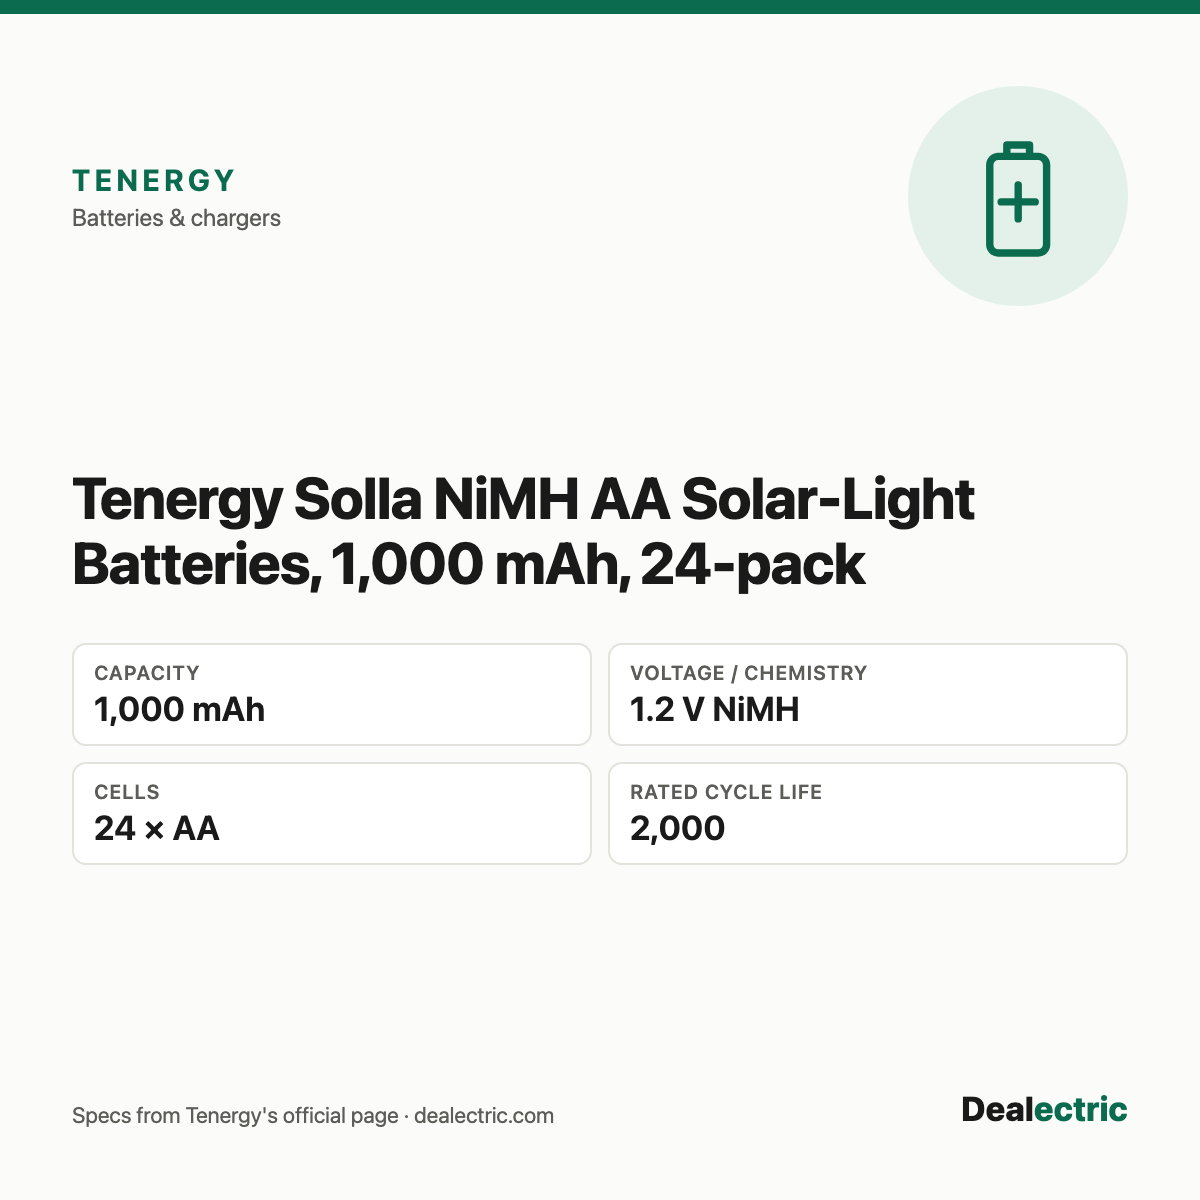 TENERGY
Batteries & chargers
Tenergy Solla NiMH AA Solar-Light
Batteries, 1,000 mAh, 24-pack
CAPACITY
1,000 mAh
VOLTAGE / CHEMISTRY
1.2 V NiMH
CELLS
24 × AA
RATED CYCLE LIFE
2,000
Specs from Tenergy's official page · dealectric.com
Dealectric